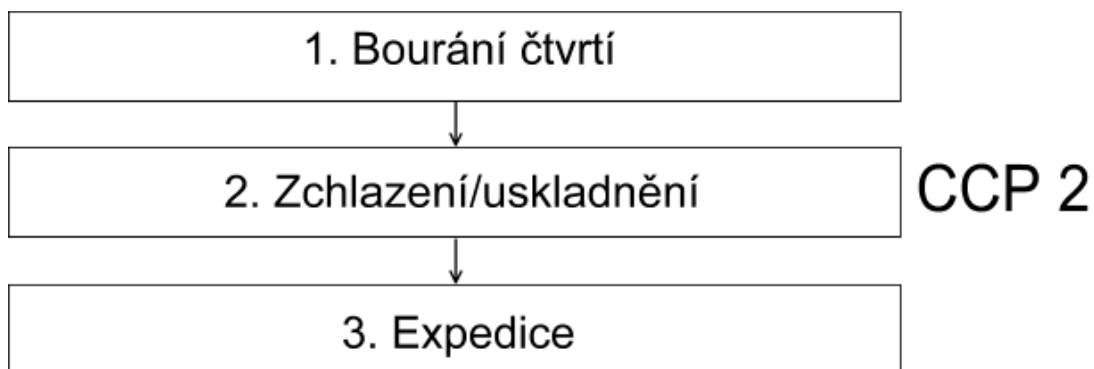 1. Bourání čtvrtí
2. Zchlazení/uskladnění
CCP 2
3. Expedice